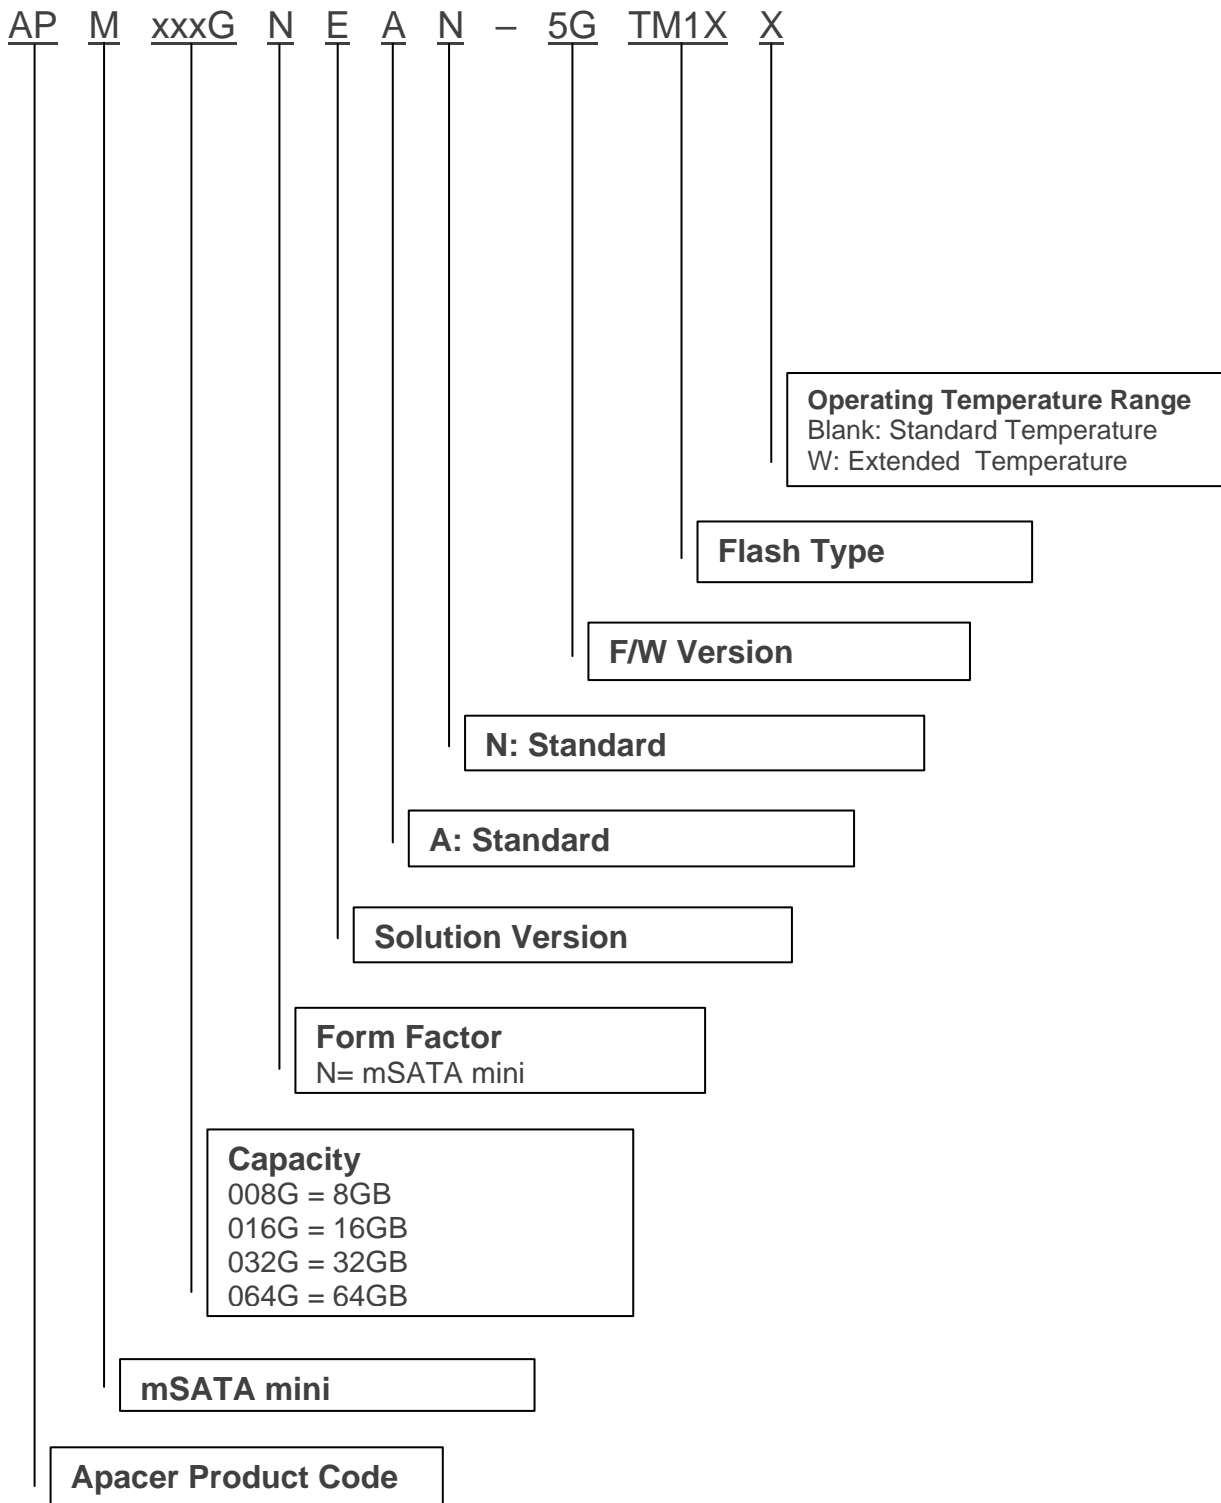 AP M xxxG N E A N – 5G TM1X X
Operating Temperature Range
Blank: Standard Temperature
W: Extended Temperature
Flash Type
F/W Version
N: Standard
A: Standard
Solution Version
Form Factor
N= mSATA mini
Capacity
008G = 8GB
016G = 16GB
032G = 32GB
064G = 64GB
mSATA mini
Apacer Product Code